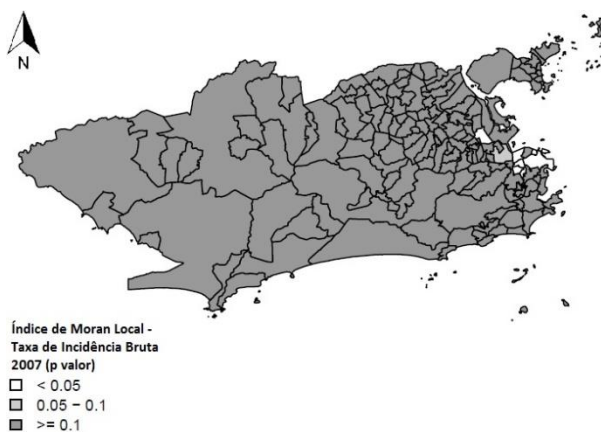 N
Índice de Moran Local -
Taxa de Incidência Bruta
2007 (p valor)
< 0.05
0.05 − 0.1
>= 0.1